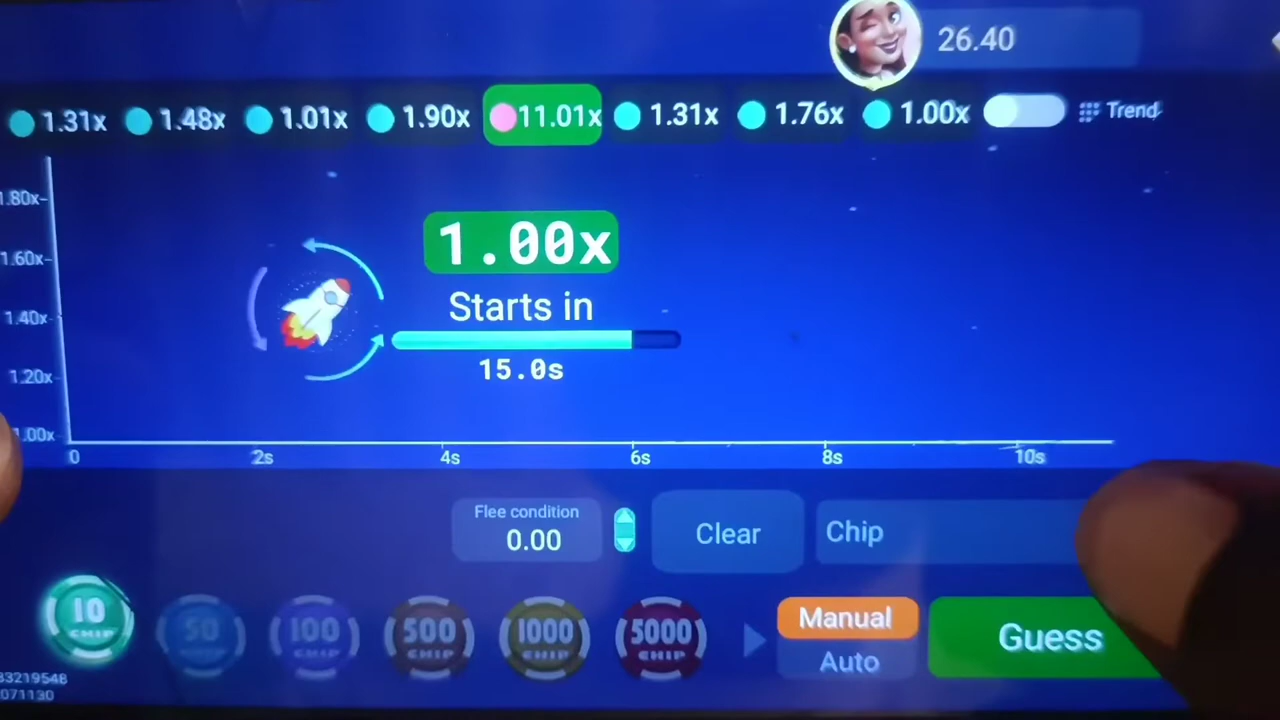 26.40
1.31x 1.48x 1.01x 1.90x 11.01x 1.31x 1.76x 1.00x Trend
1.80x
1.60x
1.40x
1.20x
1.00x
1.00x
Starts in
15.0s
0 2s 4s 6s 8s 10s
Flee condition
0.00
Clear
Chip
10 CHIP
50 CHIP
100 CHIP
500 CHIP
1000 CHIP
5000 CHIP
Manual
Auto
Guess
33219548
071130